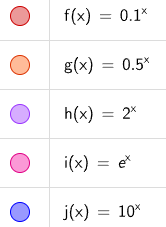 f(x) = 0.1ˣ
g(x) = 0.5ˣ
h(x) = 2ˣ
i(x) = eˣ
j(x) = 10ˣ